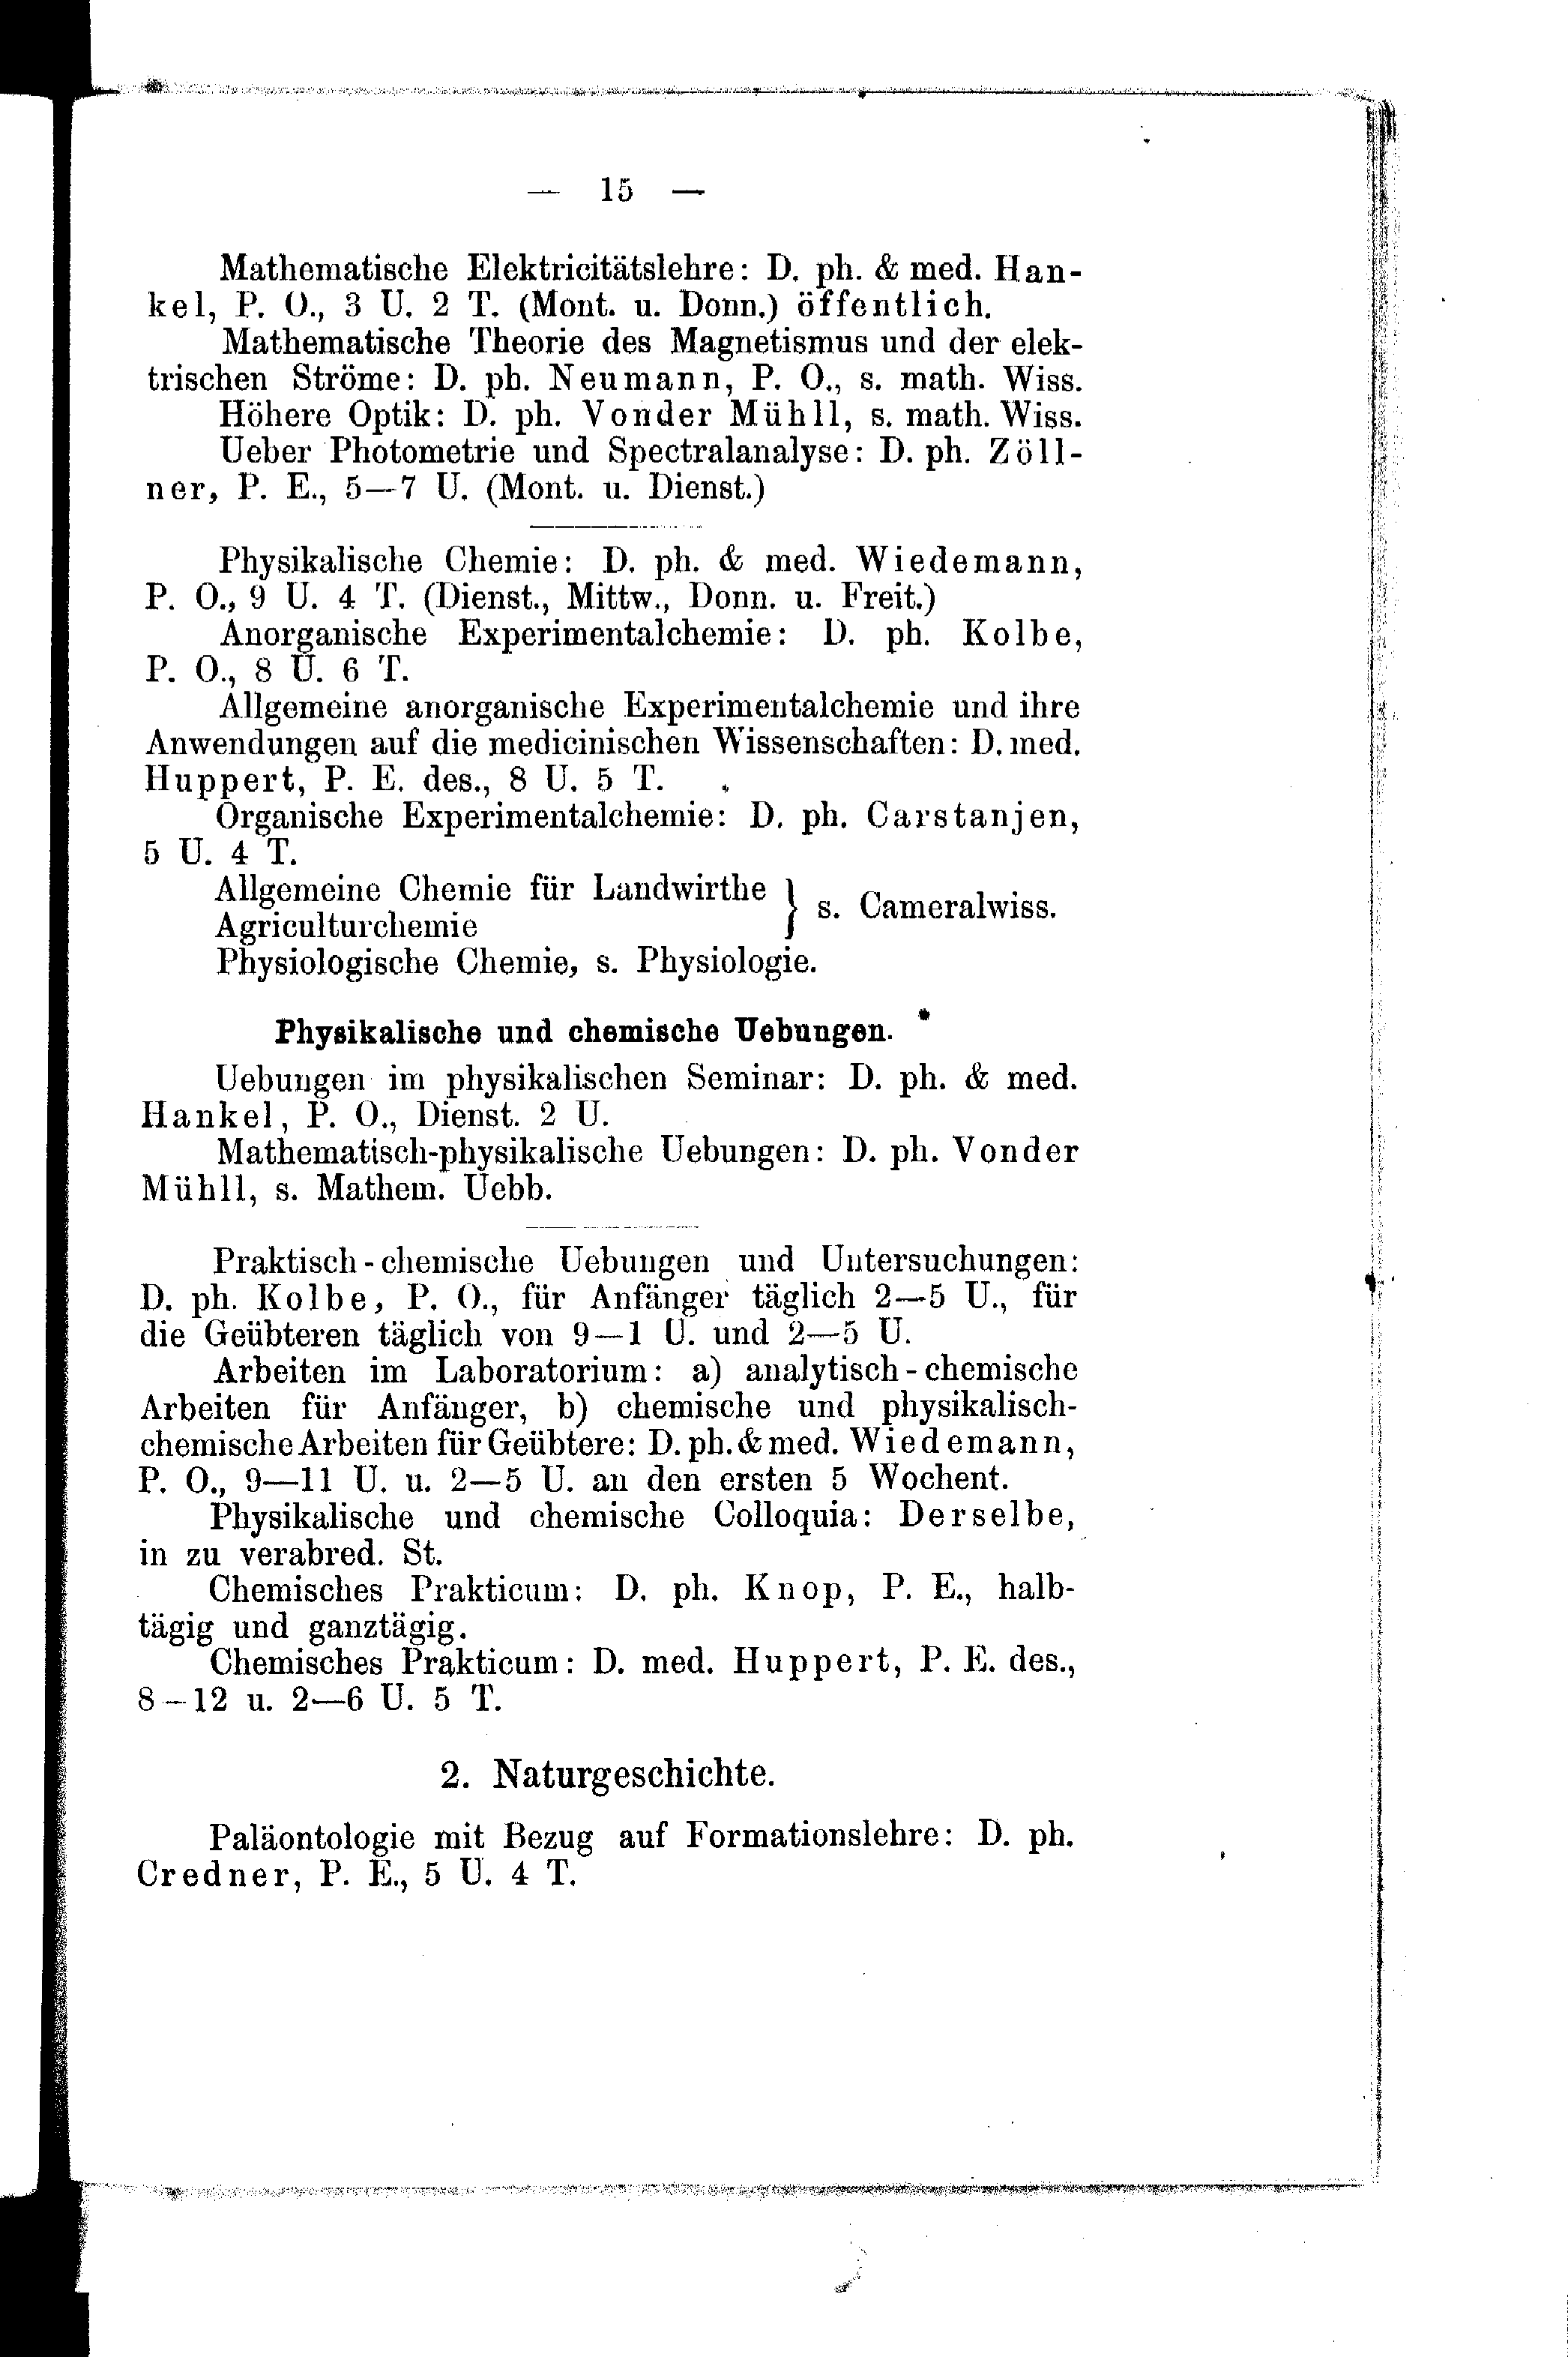 — 15 —
Mathematische Elektricitätslehre: D. ph. & med. Han-
kel, P. O., 3 U. 2 T. (Mont. u. Donn.) öffentlich.
Mathematische Theorie des Magnetismus und der elek-
trischen Ströme: D. ph. Neumann, P. O., s. math. Wiss.
Höhere Optik: D. ph. Vonder Mühll, s. math. Wiss.
Ueber Photometrie und Spectralanalyse: D. ph. Zöll-
ner, P. E., 5—7 U. (Mont. u. Dienst.)
Physikalische Chemie: D. ph. & med. Wiedemann,
P. O., 9 U. 4 T. (Dienst., Mittw., Donn. u. Freit.)
Anorganische Experimentalchemie: D. ph. Kolbe,
P. O., 8 U. 6 T.
Allgemeine anorganische Experimentalchemie und ihre
Anwendungen auf die medicinischen Wissenschaften: D. med.
Huppert, P. E. des., 8 U. 5 T.
Organische Experimentalchemie: D. ph. Carstanjen,
5 U. 4 T.
Allgemeine Chemie für Landwirthe
Agriculturchemie } s. Cameralwiss.
Physiologische Chemie, s. Physiologie.
Physikalische und chemische Uebungen.
Uebungen im physikalischen Seminar: D. ph. & med.
Hankel, P. O., Dienst. 2 U.
Mathematisch-physikalische Uebungen: D. ph. Vonder
Mühll, s. Mathem. Uebb.
Praktisch-chemische Uebungen und Untersuchungen:
D. ph. Kolbe, P. O., für Anfänger täglich 2—5 U., für
die Geübteren täglich von 9—1 U. und 2—5 U.
Arbeiten im Laboratorium: a) analytisch-chemische
Arbeiten für Anfänger, b) chemische und physikalisch-
chemische Arbeiten für Geübtere: D. ph. & med. Wiedemann,
P. O., 9—11 U. u. 2—5 U. an den ersten 5 Wochent.
Physikalische und chemische Colloquia: Derselbe,
in zu verabred. St.
Chemisches Prakticum: D. ph. Knop, P. E., halb-
tägig und ganztägig.
Chemisches Prakticum: D. med. Huppert, P. E. des.,
8—12 u. 2—6 U. 5 T.
2. Naturgeschichte.
Paläontologie mit Bezug auf Formationslehre: D. ph.
Credner, P. E., 5 U. 4 T.